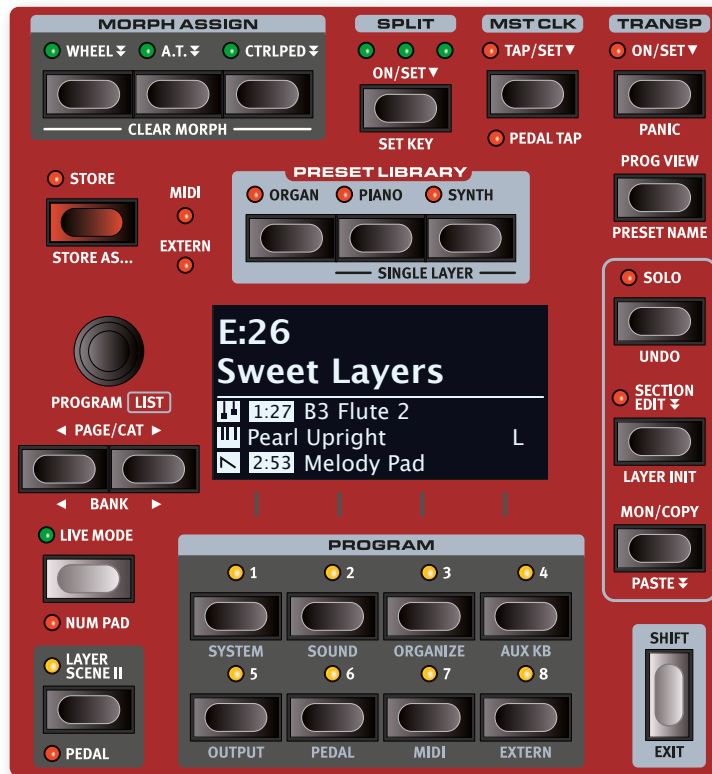 MORPH ASSIGN
WHEEL A.T. CTRLPED
CLEAR MORPH
SPLIT
ON/SET▼
SET KEY
MST CLK
TAP/SET▼
PEDAL TAP
TRANSP
ON/SET▼
PANIC
PROG VIEW
PRESET NAME
STORE
STORE AS...
MIDI
EXTERN
PRESET LIBRARY
ORGAN PIANO SYNTH
SINGLE LAYER
SOLO
UNDO
SECTION
EDIT
LAYER INIT
MON/COPY
PASTE
E:26
Sweet Layers
1:27 B3 Flute 2
Pearl Upright L
2:53 Melody Pad
PROGRAM LIST
◄ PAGE/CAT ►
◄ BANK ►
LIVE MODE
NUM PAD
LAYER
SCENE II
PEDAL
PROGRAM
1 2 3 4
SYSTEM SOUND ORGANIZE AUX KB
5 6 7 8
OUTPUT PEDAL MIDI EXTERN
SHIFT
EXIT